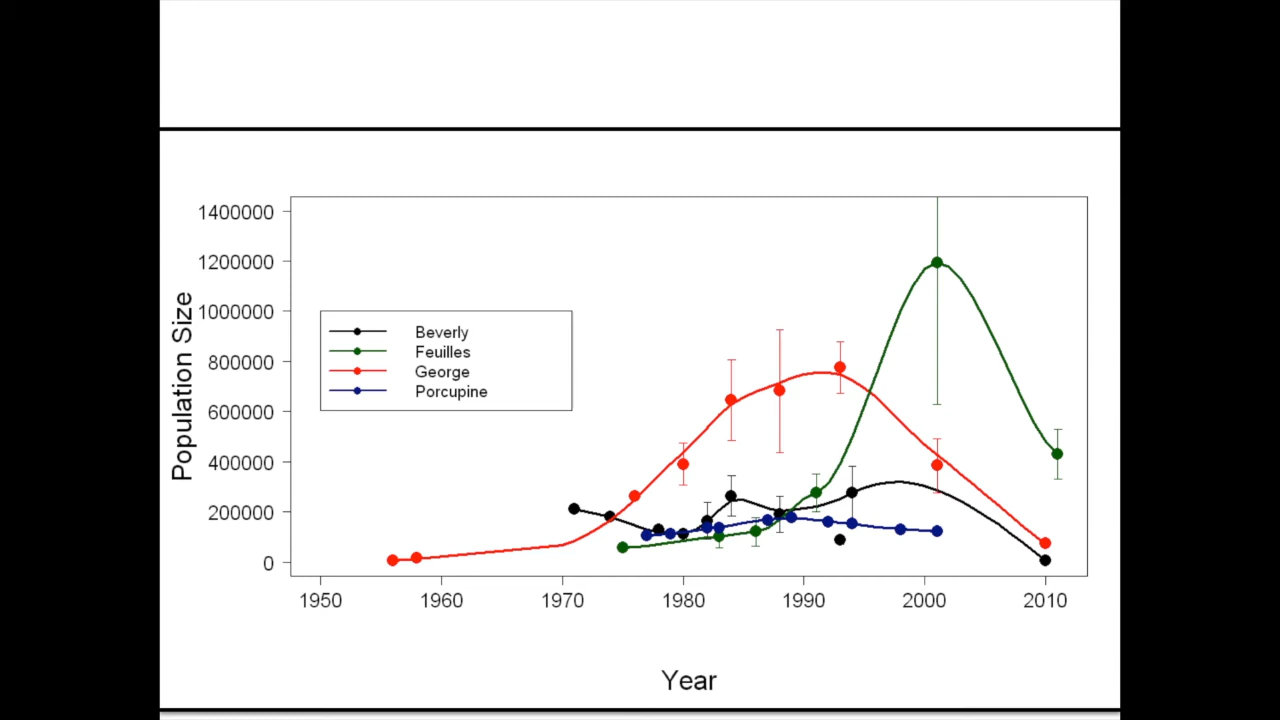 1400000
1200000
1000000
800000
600000
400000
200000
0
Population Size
Beverly
Feuilles
George
Porcupine
1950 1960 1970 1980 1990 2000 2010
Year